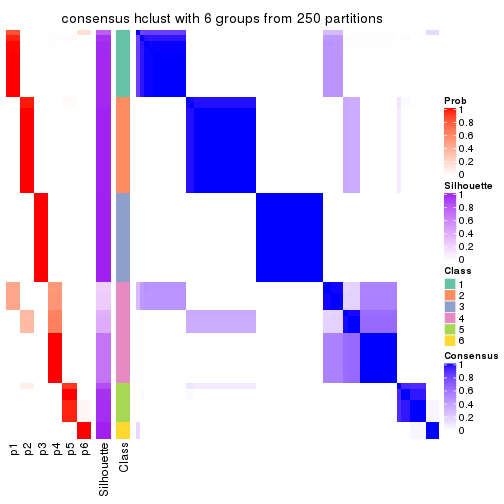 consensus hclust with 6 groups from 250 partitions
Prob
1
0.8
0.6
0.4
0.2
0
Silhouette
1
0.8
0.6
0.4
0.2
0
Class
1
2
3
4
5
6
Consensus
1
0.8
0.6
0.4
0.2
0
p1
p2
p3
p4
p5
p6
Silhouette
Class